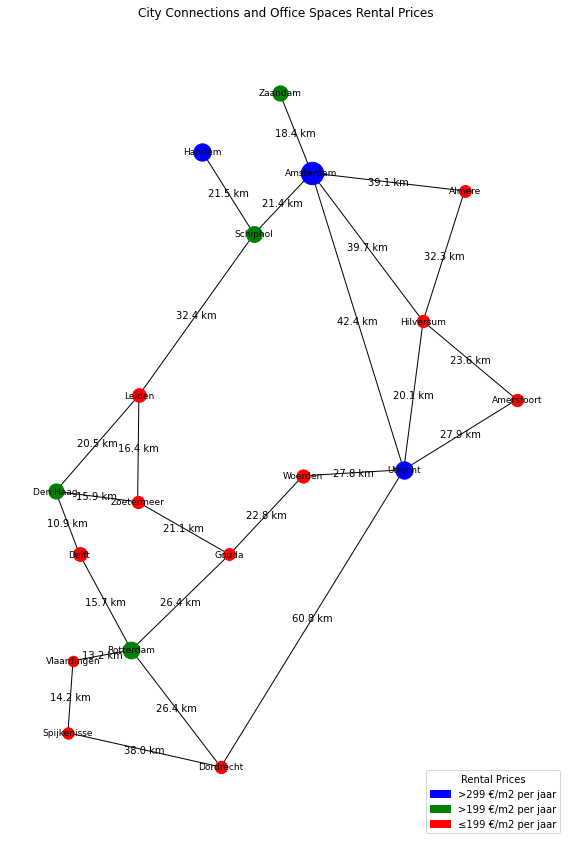 City Connections and Office Spaces Rental Prices
Zaandam
18.4 km
Haarlem
Amsterdam
39.1 km
Almere
21.5 km
21.4 km
Schiphol
39.7 km
32.3 km
32.4 km
42.4 km
Hilversum
23.6 km
Leiden
20.1 km
Amersfoort
27.9 km
20.5 km
16.4 km
Utrecht
Woerden
27.8 km
Den Haag
15.9 km
Zoetermeer
22.8 km
10.9 km
21.1 km
Delft
Gouda
15.7 km
26.4 km
60.8 km
Rotterdam
13.2 km
Vlaardingen
14.2 km
26.4 km
Spijkenisse
38.0 km
Dordrecht
Rental Prices
>299 €/m2 per jaar
>199 €/m2 per jaar
≤199 €/m2 per jaar